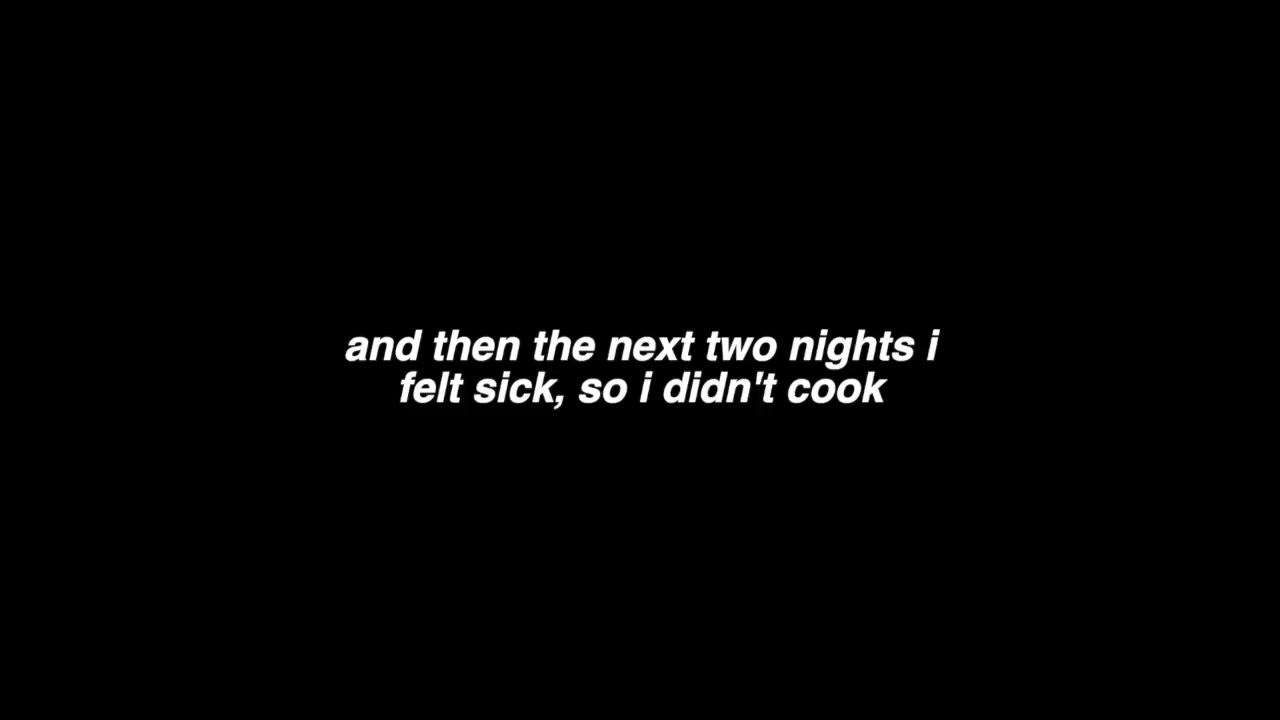 and then the next two nights i
felt sick, so i didn't cook